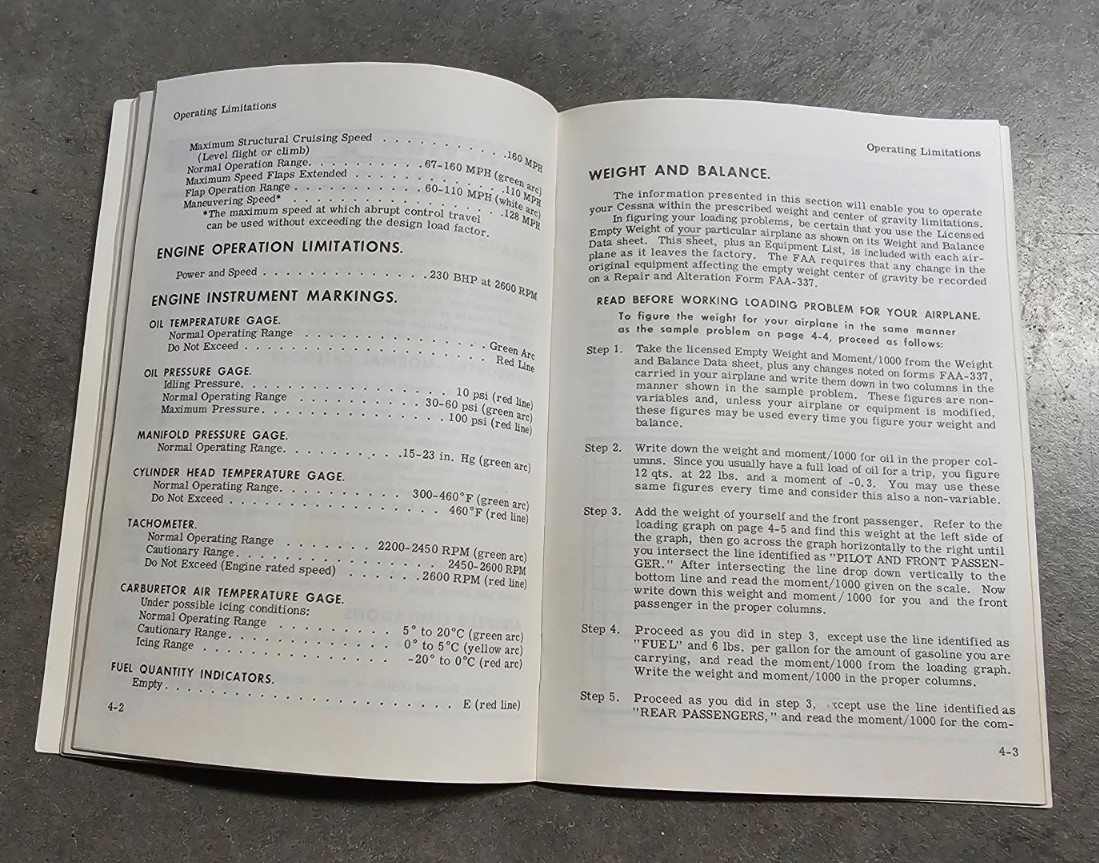 Operating Limitations
Maximum Structural Cruising Speed . . . . . . . . . .160 MPH
(Level flight or climb)
Normal Operation Range. . . . . . . . . .67-160 MPH (green arc)
Maximum Speed Flaps Extended . . . . . . . . . .110 MPH
Flap Operation Range . . . . . . . . . . 60-110 MPH (white arc)
Maneuvering Speed* . . . . . . . . . .128 MPH
*The maximum speed at which abrupt control travel
can be used without exceeding the design load factor.
ENGINE OPERATION LIMITATIONS.
Power and Speed . . . . . . . . . . .230 BHP at 2600 RPM
ENGINE INSTRUMENT MARKINGS.
OIL TEMPERATURE GAGE.
Normal Operating Range . . . . . . . . . . Green Arc
Do Not Exceed . . . . . . . . . . Red Line
OIL PRESSURE GAGE.
Idling Pressure. . . . . . . . . . 10 psi (red line)
Normal Operating Range . . . . . . . . . . 30-60 psi (green arc)
Maximum Pressure. . . . . . . . . . 100 psi (red line)
MANIFOLD PRESSURE GAGE.
Normal Operating Range. . . . . . . . . .15-23 in. Hg (green arc)
CYLINDER HEAD TEMPERATURE GAGE.
Normal Operating Range. . . . . . . . . . 300-460°F (green arc)
Do Not Exceed . . . . . . . . . . 460°F (red line)
TACHOMETER.
Normal Operating Range . . . . . . . 2200-2450 RPM (green arc)
Cautionary Range. . . . . . . . . . 2450-2600 RPM
Do Not Exceed (Engine rated speed) . . . . . .2600 RPM (red line)
CARBURETOR AIR TEMPERATURE GAGE.
Under possible icing conditions:
Normal Operating Range . . . . . . . . . . 5° to 20°C (green arc)
Cautionary Range. . . . . . . . . . 0° to 5°C (yellow arc)
Icing Range . . . . . . . . . . -20° to 0°C (red arc)
FUEL QUANTITY INDICATORS.
Empty. . . . . . . . . . E (red line)
4-2
Operating Limitations
WEIGHT AND BALANCE.
The information presented in this section will enable you to operate
your Cessna within the prescribed weight and center of gravity limitations.
In figuring your loading problems, be certain that you use the Licensed
Empty Weight of your particular airplane as shown on its Weight and Balance
Data sheet. This sheet, plus an Equipment List, is included with each air-
plane as it leaves the factory. The FAA requires that any change in the
original equipment affecting the empty weight center of gravity be recorded
on a Repair and Alteration Form FAA-337.
READ BEFORE WORKING LOADING PROBLEM FOR YOUR AIRPLANE.
To figure the weight for your airplane in the same manner
as the sample problem on page 4-4, proceed as follows:
Step 1. Take the licensed Empty Weight and Moment/1000 from the Weight
and Balance Data sheet, plus any changes noted on forms FAA-337,
carried in your airplane and write them down in two columns in the
manner shown in the sample problem. These figures are non-
variables and, unless your airplane or equipment is modified,
these figures may be used every time you figure your weight and
balance.
Step 2. Write down the weight and moment/1000 for oil in the proper col-
umns. Since you usually have a full load of oil for a trip, you figure
12 qts. at 22 lbs. and a moment of -0.3. You may use these
same figures every time and consider this also a non-variable.
Step 3. Add the weight of yourself and the front passenger. Refer to the
loading graph on page 4-5 and find this weight at the left side of
the graph, then go across the graph horizontally to the right until
you intersect the line identified as "PILOT AND FRONT PASSEN-
GER." After intersecting the line drop down vertically to the
bottom line and read the moment/1000 given on the scale. Now
write down this weight and moment/1000 for you and the front
passenger in the proper columns.
Step 4. Proceed as you did in step 3, except use the line identified as
"FUEL" and 6 lbs. per gallon for the amount of gasoline you are
carrying, and read the moment/1000 from the loading graph.
Write the weight and moment/1000 in the proper columns.
Step 5. Proceed as you did in step 3, xcept use the line identified as
"REAR PASSENGERS," and read the moment/1000 for the com-
4-3